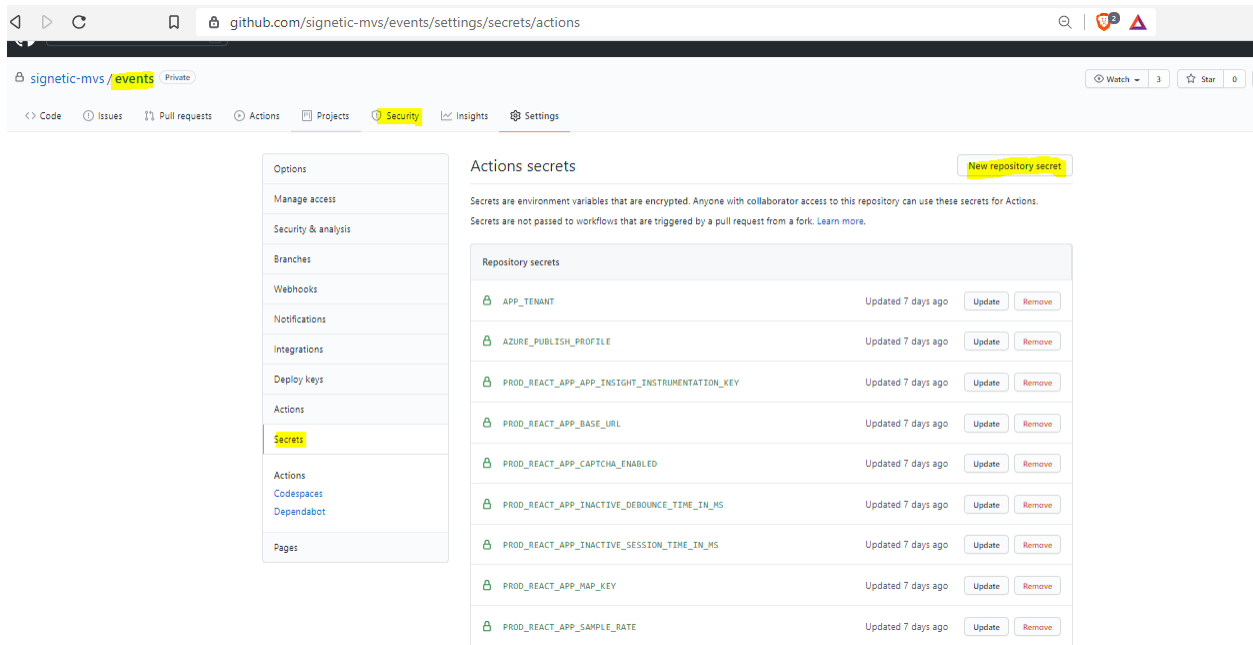 github.com/signetic-mvs/events/settings/secrets/actions
2
signetic-mvs / events Private
Watch 3 Star 0
Code Issues Pull requests Actions Projects Security Insights Settings
Options
Manage access
Security & analysis
Branches
Webhooks
Notifications
Integrations
Deploy keys
Actions
Secrets
Actions
Codespaces
Dependabot
Pages
Actions secrets New repository secret
Secrets are environment variables that are encrypted. Anyone with collaborator access to this repository can use these secrets for Actions.
Secrets are not passed to workflows that are triggered by a pull request from a fork. Learn more.
Repository secrets
APP_TENANT Updated 7 days ago Update Remove
AZURE_PUBLISH_PROFILE Updated 7 days ago Update Remove
PROD_REACT_APP_APP_INSIGHT_INSTRUMENTATION_KEY Updated 7 days ago Update Remove
PROD_REACT_APP_BASE_URL Updated 7 days ago Update Remove
PROD_REACT_APP_CAPTCHA_ENABLED Updated 7 days ago Update Remove
PROD_REACT_APP_INACTIVE_DEBOUNCE_TIME_IN_MS Updated 7 days ago Update Remove
PROD_REACT_APP_INACTIVE_SESSION_TIME_IN_MS Updated 7 days ago Update Remove
PROD_REACT_APP_MAP_KEY Updated 7 days ago Update Remove
PROD_REACT_APP_SAMPLE_RATE Updated 7 days ago Update Remove